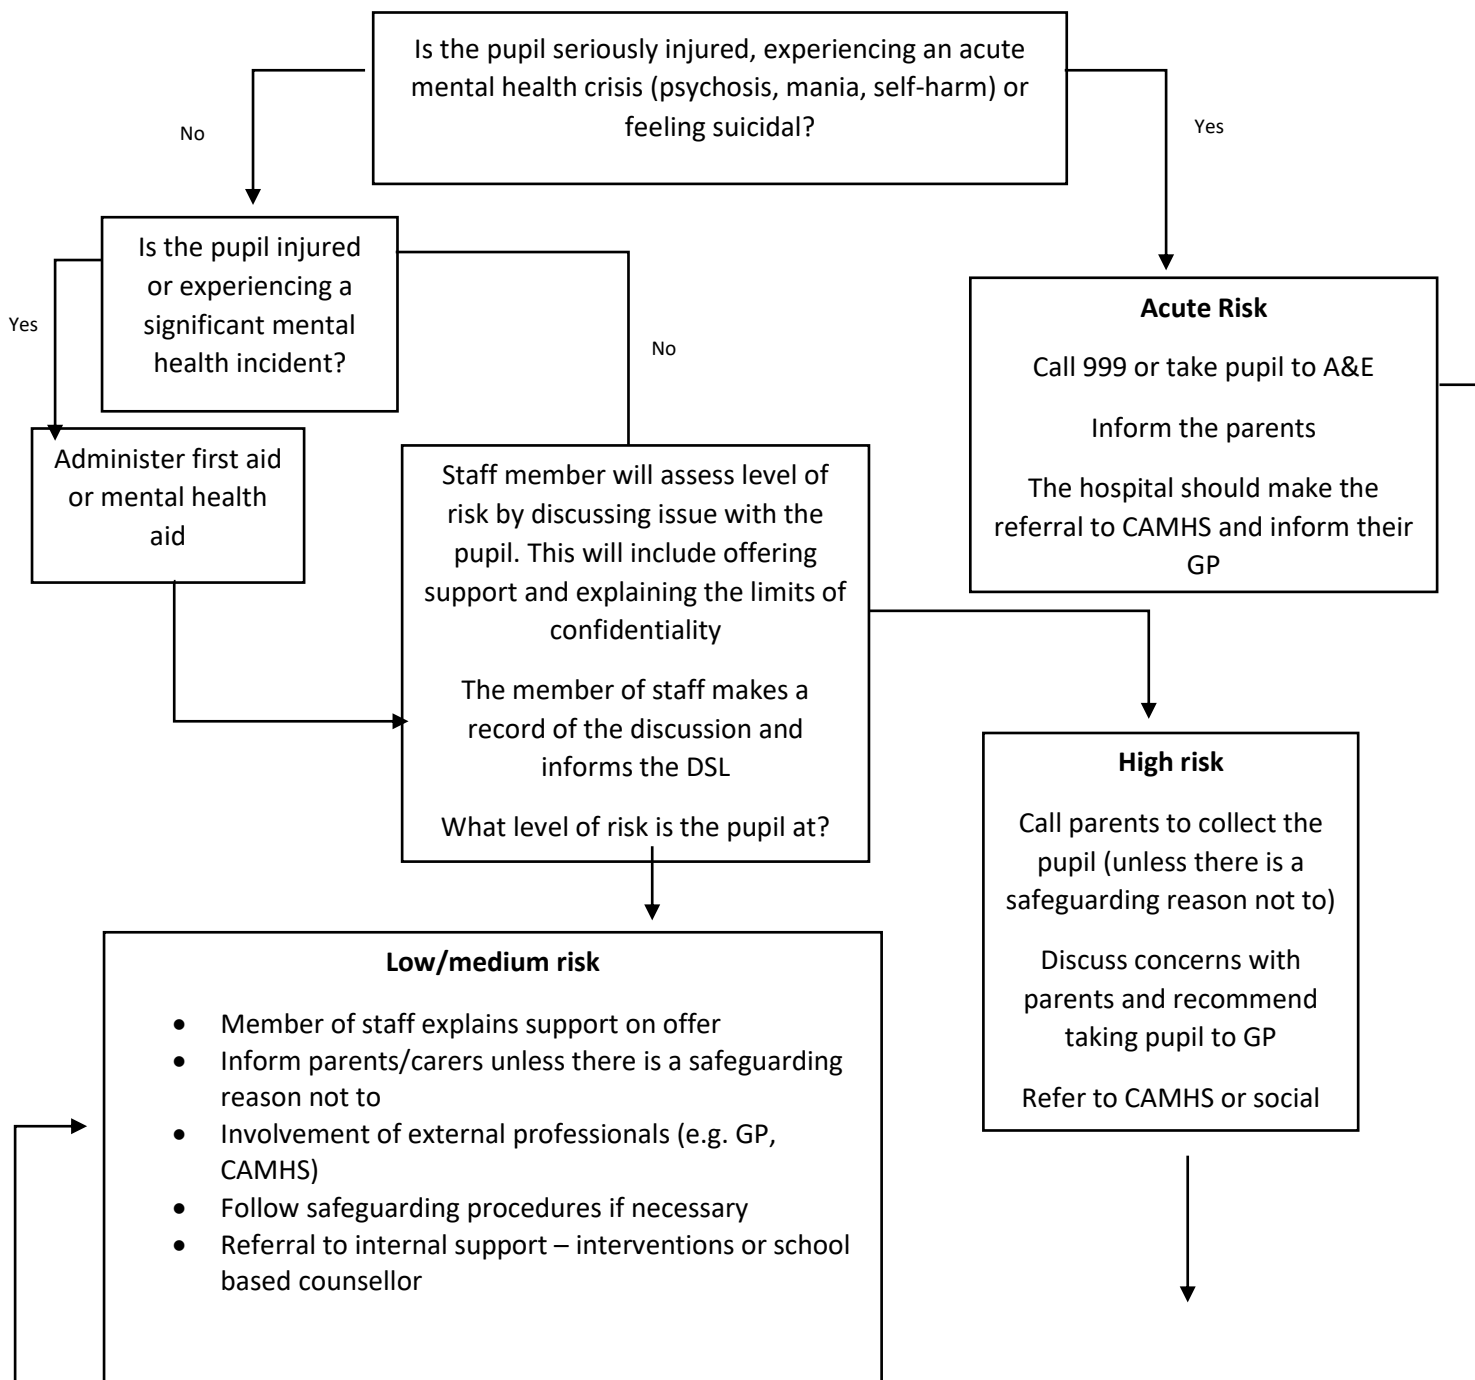 Is the pupil seriously injured, experiencing an acute
mental health crisis (psychosis, mania, self-harm) or
feeling suicidal?
No
Yes
Is the pupil injured
or experiencing a
significant mental
health incident?
Yes
No
Acute Risk
Call 999 or take pupil to A&E
Inform the parents
The hospital should make the
referral to CAMHS and inform their
GP
Administer first aid
or mental health
aid
Staff member will assess level of
risk by discussing issue with the
pupil. This will include offering
support and explaining the limits of
confidentiality
The member of staff makes a
record of the discussion and
informs the DSL
What level of risk is the pupil at?
High risk
Call parents to collect the
pupil (unless there is a
safeguarding reason not to)
Discuss concerns with
parents and recommend
taking pupil to GP
Refer to CAMHS or social
Low/medium risk
• Member of staff explains support on offer
• Inform parents/carers unless there is a safeguarding
reason not to
• Involvement of external professionals (e.g. GP,
CAMHS)
• Follow safeguarding procedures if necessary
• Referral to internal support – interventions or school
based counsellor